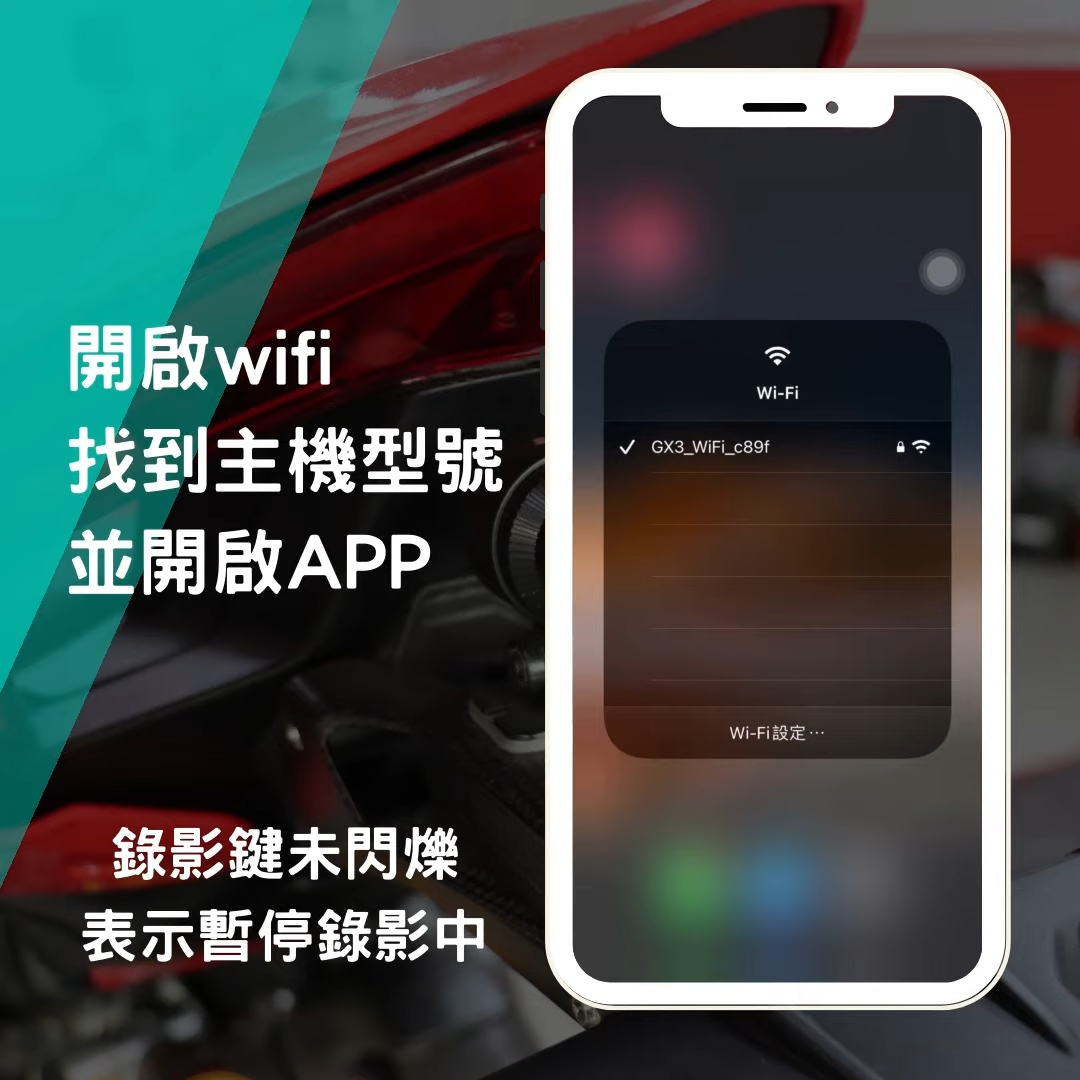 開啟wifi
找到主機型號
並開啟APP
錄影鍵未閃爍
表示暫停錄影中
Wi-Fi
GX3_WiFi_c89f
Wi-Fi設定…